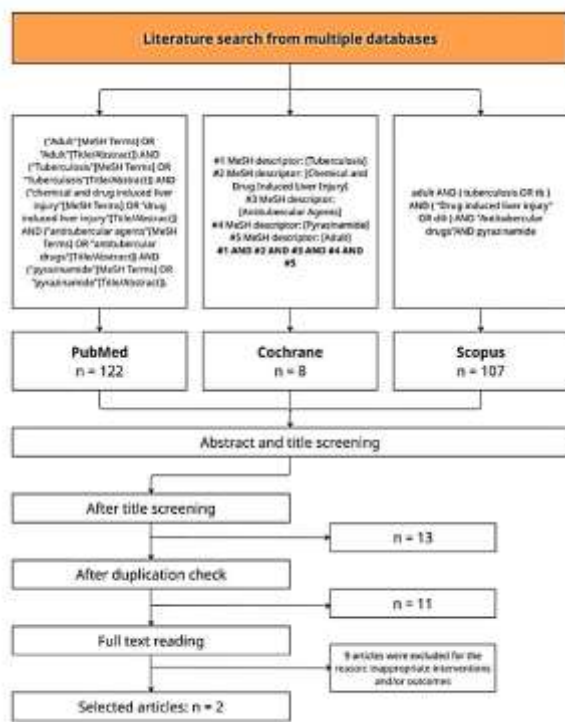 Literature search from multiple databases
("Adult"[MeSH Terms] OR
"Adult"[Title/Abstract]) AND
("Tuberculosis"[MeSH Terms] OR
"Tuberculosis"[Title/Abstract]) AND
("chemical and drug induced liver
injury"[MeSH Terms] OR "drug
induced liver injury"[Title/Abstract])
AND ("antitubercular agents"[MeSH
Terms] OR "antitubercular
drugs"[Title/Abstract]) AND
("pyrazinamide"[MeSH Terms] OR
"pyrazinamide"[Title/Abstract]).
#1 MeSH descriptor: [Tuberculosis]
#2 MeSH descriptor: [Chemical and
Drug Induced Liver Injury]
#3 MeSH descriptor:
[Antitubercular Agents]
#4 MeSH descriptor: [Pyrazinamide]
#5 MeSH descriptor: [Adult]
#1 AND #2 AND #3 AND #4 AND
#5
adult AND ( tuberculosis OR tb )
AND ( "Drug induced liver injury"
OR dili ) AND "Antitubercular
drugs"AND pyrazinamide
PubMed
n = 122
Cochrane
n = 8
Scopus
n = 107
Abstract and title screening
After title screening
n = 13
After duplication check
n = 11
Full text reading
9 articles were excluded for the
reason: inappropriate interventions
and/or outcomes
Selected articles: n = 2